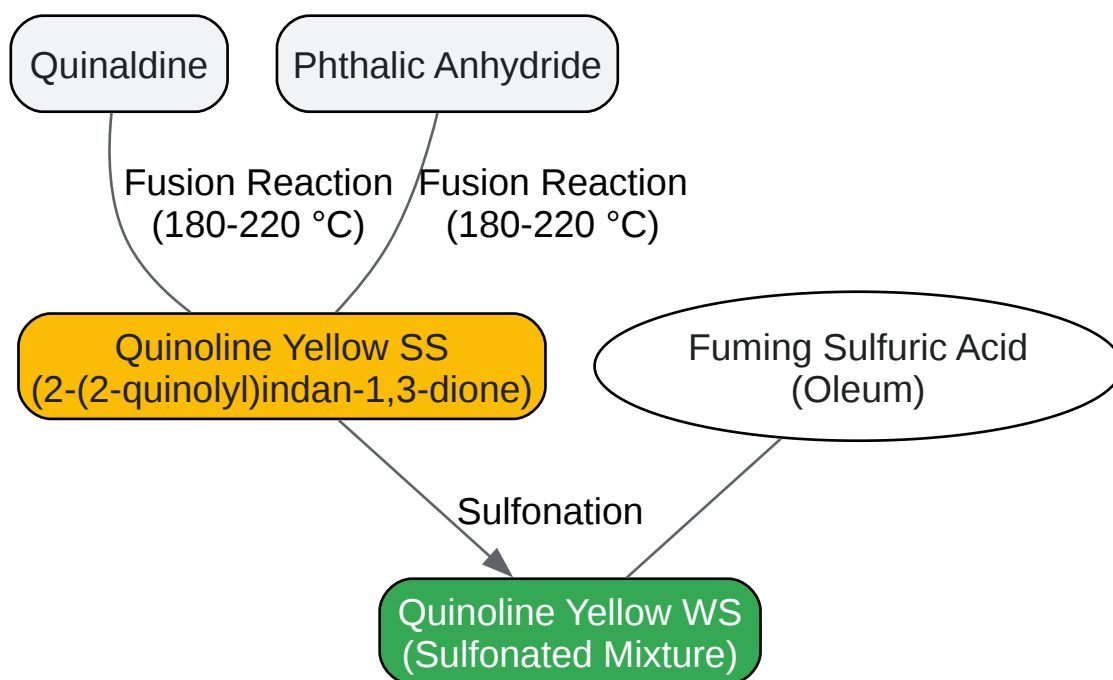 Quinaldine
Phthalic Anhydride
Fusion Reaction
(180-220 °C)
Fusion Reaction
(180-220 °C)
Quinoline Yellow SS
(2-(2-quinolyl)indan-1,3-dione)
Fuming Sulfuric Acid
(Oleum)
Sulfonation
Quinoline Yellow WS
(Sulfonated Mixture)